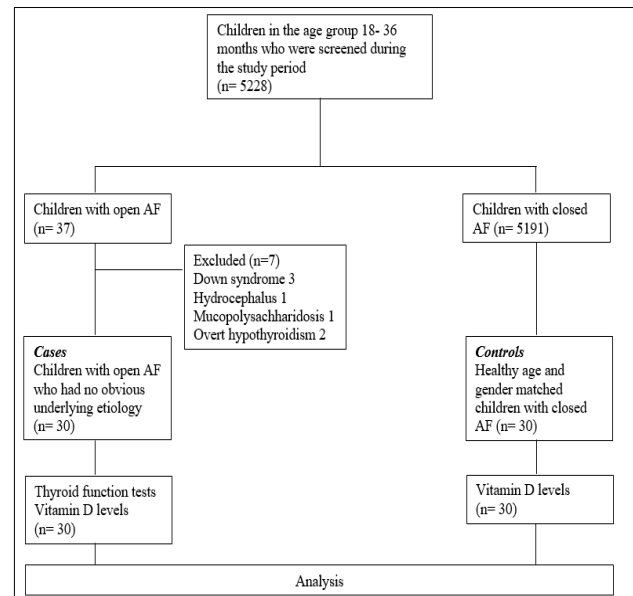 Children in the age group 18- 36
months who were screened during
the study period
(n= 5228)
Children with open AF
(n= 37)
Children with closed
AF (n= 5191)
Excluded (n=7)
Down syndrome 3
Hydrocephalus 1
Mucopolysachharidosis 1
Overt hypothyroidism 2
Cases
Children with open AF
who had no obvious
underlying etiology
(n= 30)
Controls
Healthy age and
gender matched
children with closed
AF (n= 30)
Thyroid function tests
Vitamin D levels
(n= 30)
Vitamin D levels
(n= 30)
Analysis